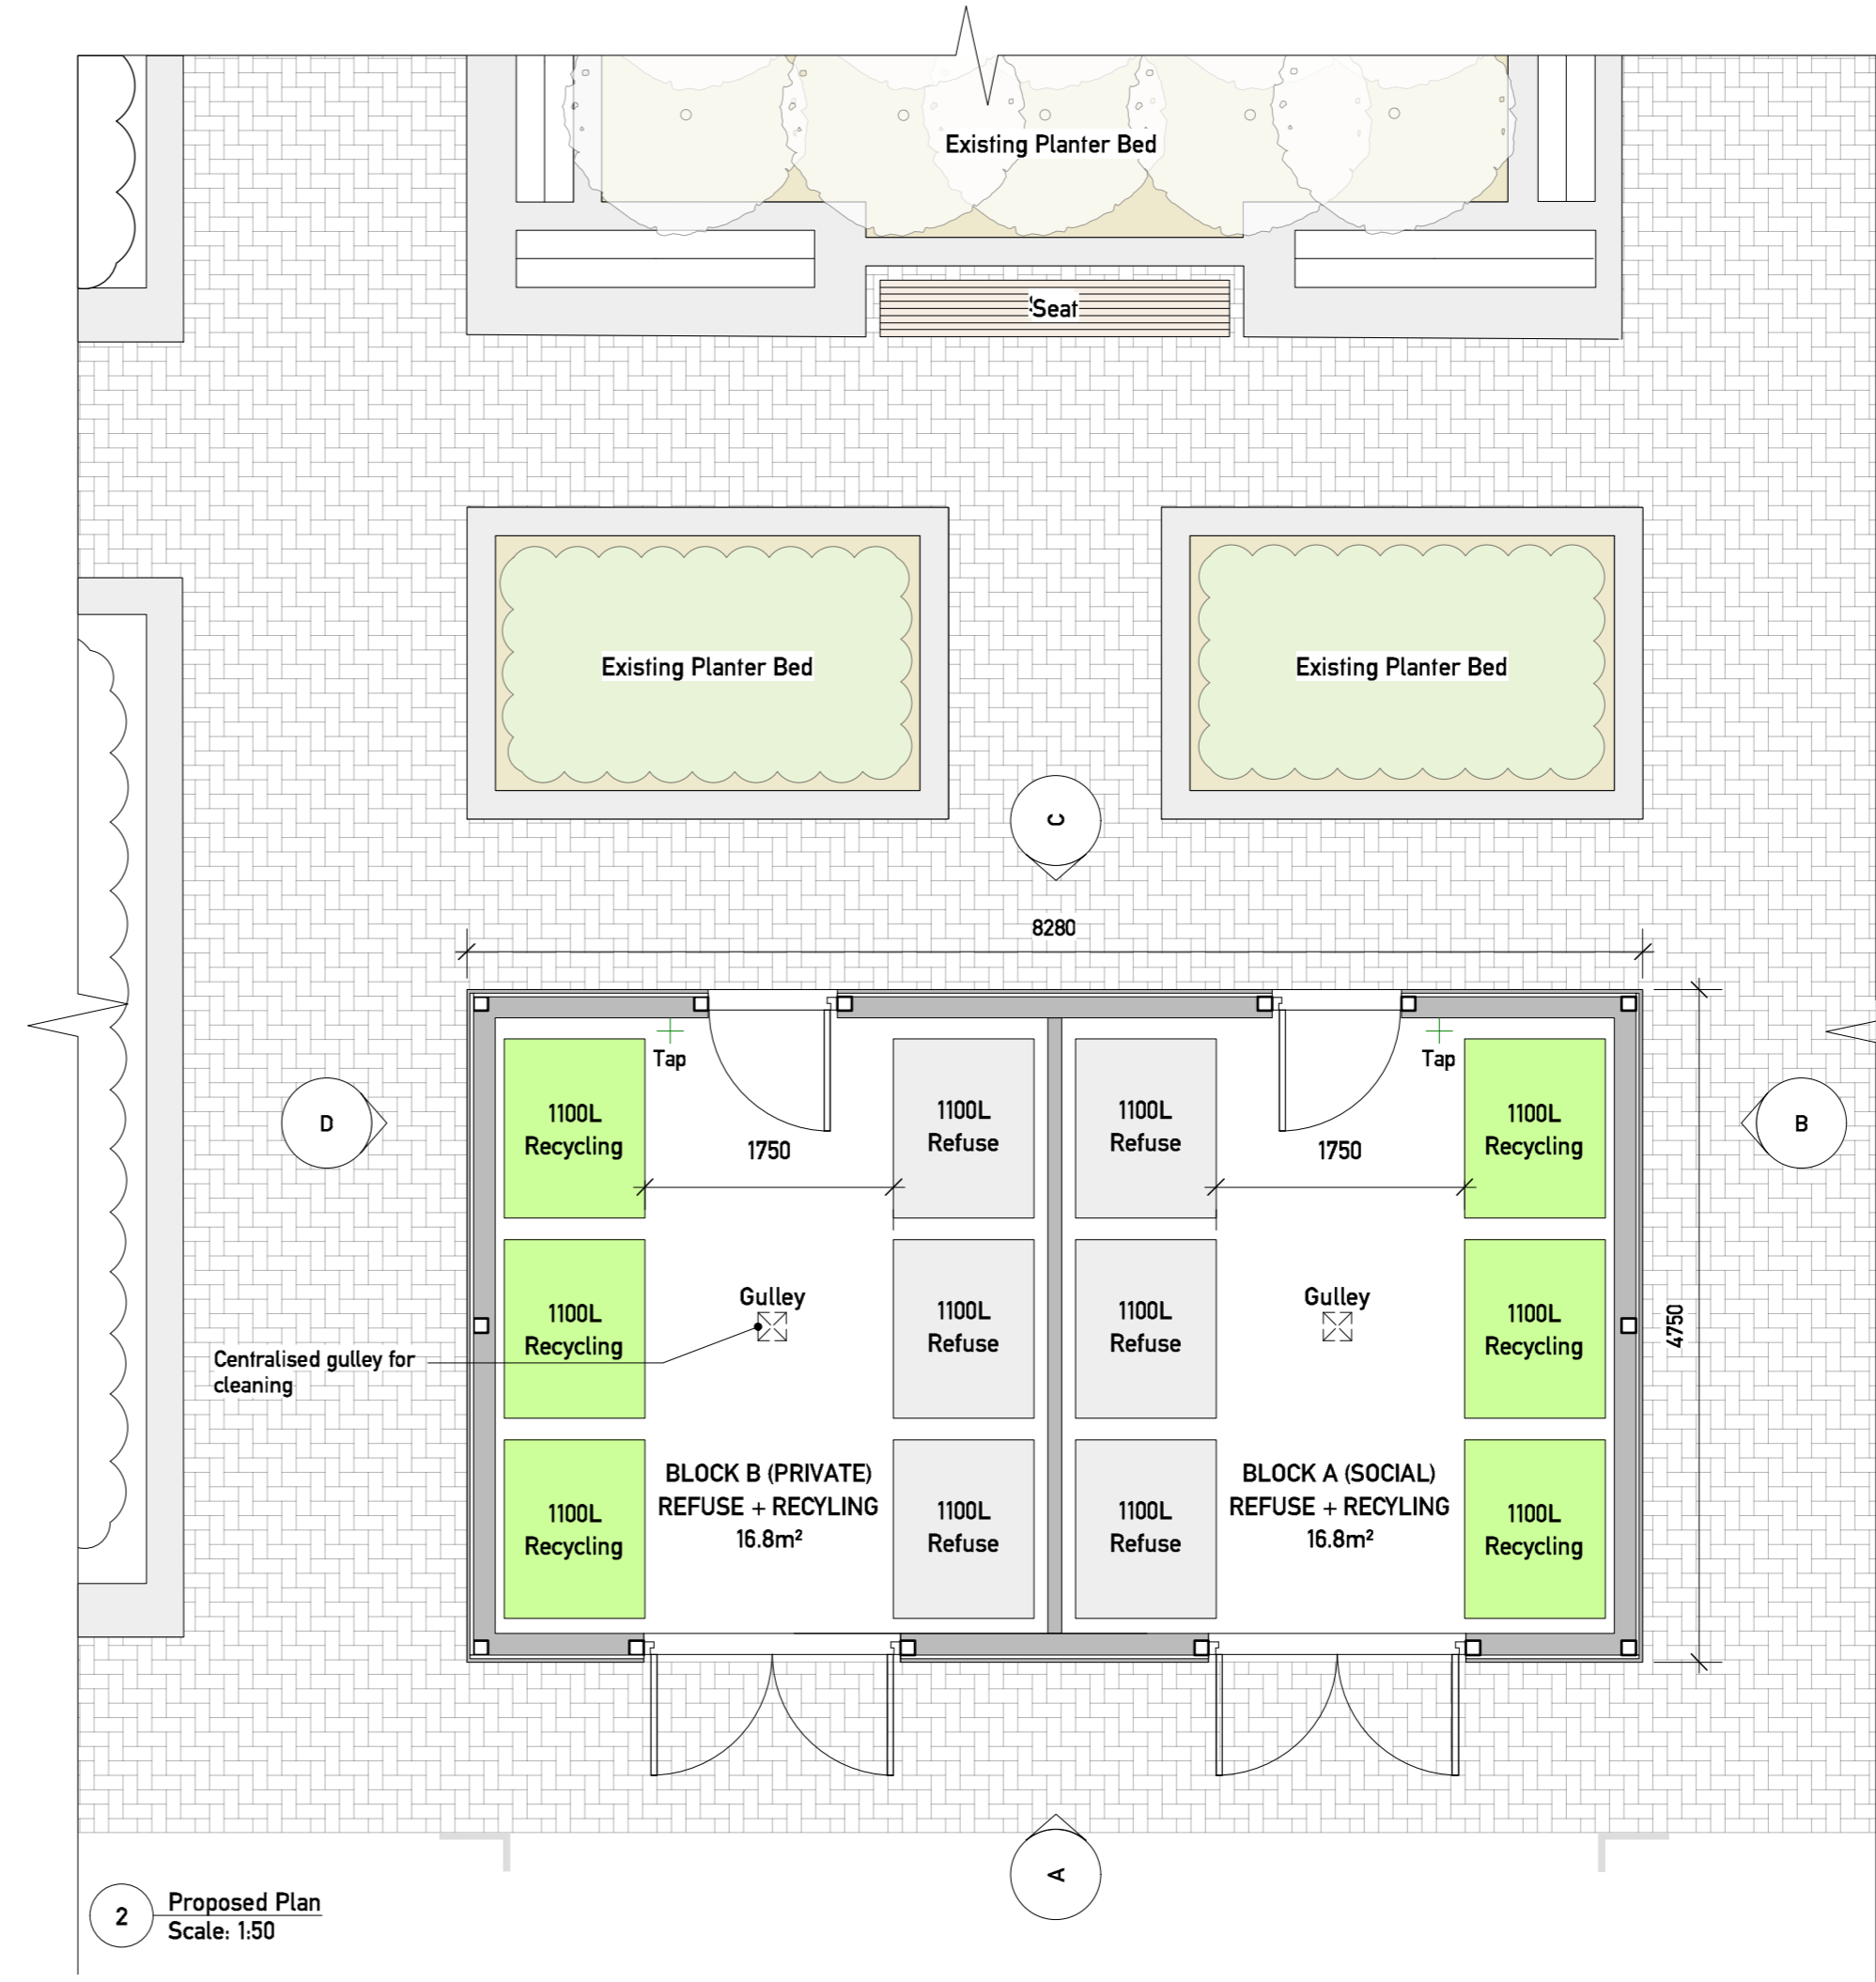 Existing Planter Bed
Seat
Existing Planter Bed
Existing Planter Bed
C
8280
Tap
Tap
1100L
Recycling
1100L
Refuse
1100L
Refuse
1100L
Recycling
D
B
1750
1750
Gulley
Gulley
1100L
Recycling
1100L
Refuse
1100L
Refuse
1100L
Recycling
4750
Centralised gulley for
cleaning
BLOCK B (PRIVATE)
REFUSE + RECYLING
16.8m²
BLOCK A (SOCIAL)
REFUSE + RECYLING
16.8m²
1100L
Recycling
1100L
Refuse
1100L
Refuse
1100L
Recycling
A
2
Proposed Plan
Scale: 1:50